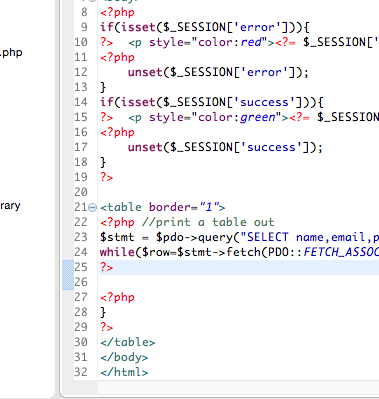 <body>
8 <?php
9 if(isset($_SESSION['error'])){
10 ?> <p style="color:red"><?= $_SESSION['
11 <?php
12 unset($_SESSION['error']);
13 }
14 if(isset($_SESSION['success'])){
15 ?> <p style="color:green"><?= $_SESSION
16 <?php
17 unset($_SESSION['success']);
18 }
19 ?>
20
21 <table border="1">
22 <?php //print a table out
23 $stmt = $pdo->query("SELECT name,email,p
24 while($row=$stmt->fetch(PDO::FETCH_ASSOC
25 ?>
26
27 <?php
28 }
29 ?>
30 </table>
31 </body>
32 </html>
.php
rary